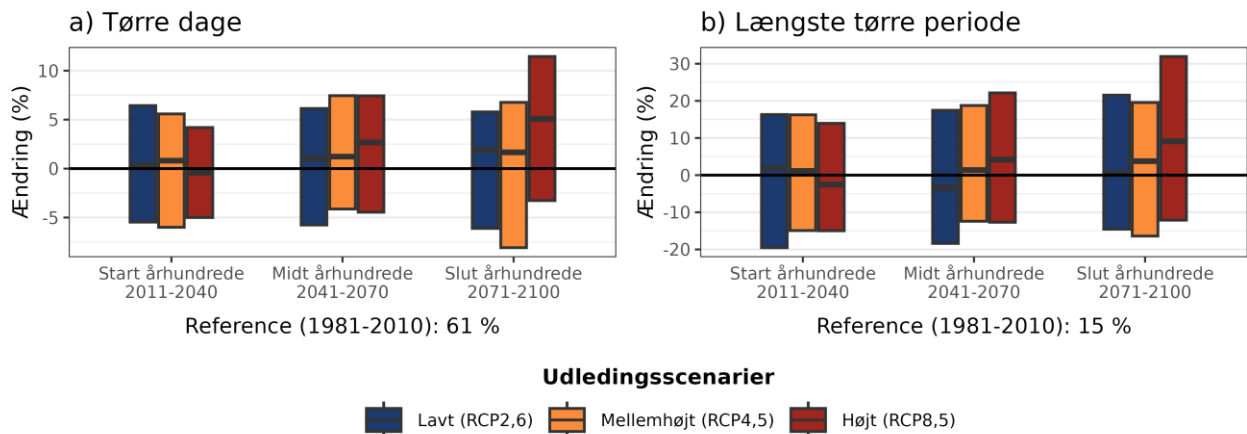 a) Tørre dage
Ændring (%)
10
5
0
-5
Start århundrede
2011-2040
Midt århundrede
2041-2070
Slut århundrede
2071-2100
Reference (1981-2010): 61 %
b) Længste tørre periode
Ændring (%)
30
20
10
0
-10
-20
Start århundrede
2011-2040
Midt århundrede
2041-2070
Slut århundrede
2071-2100
Reference (1981-2010): 15 %
Udledingsscenarier
Lavt (RCP2,6)
Mellemhøjt (RCP4,5)
Højt (RCP8,5)